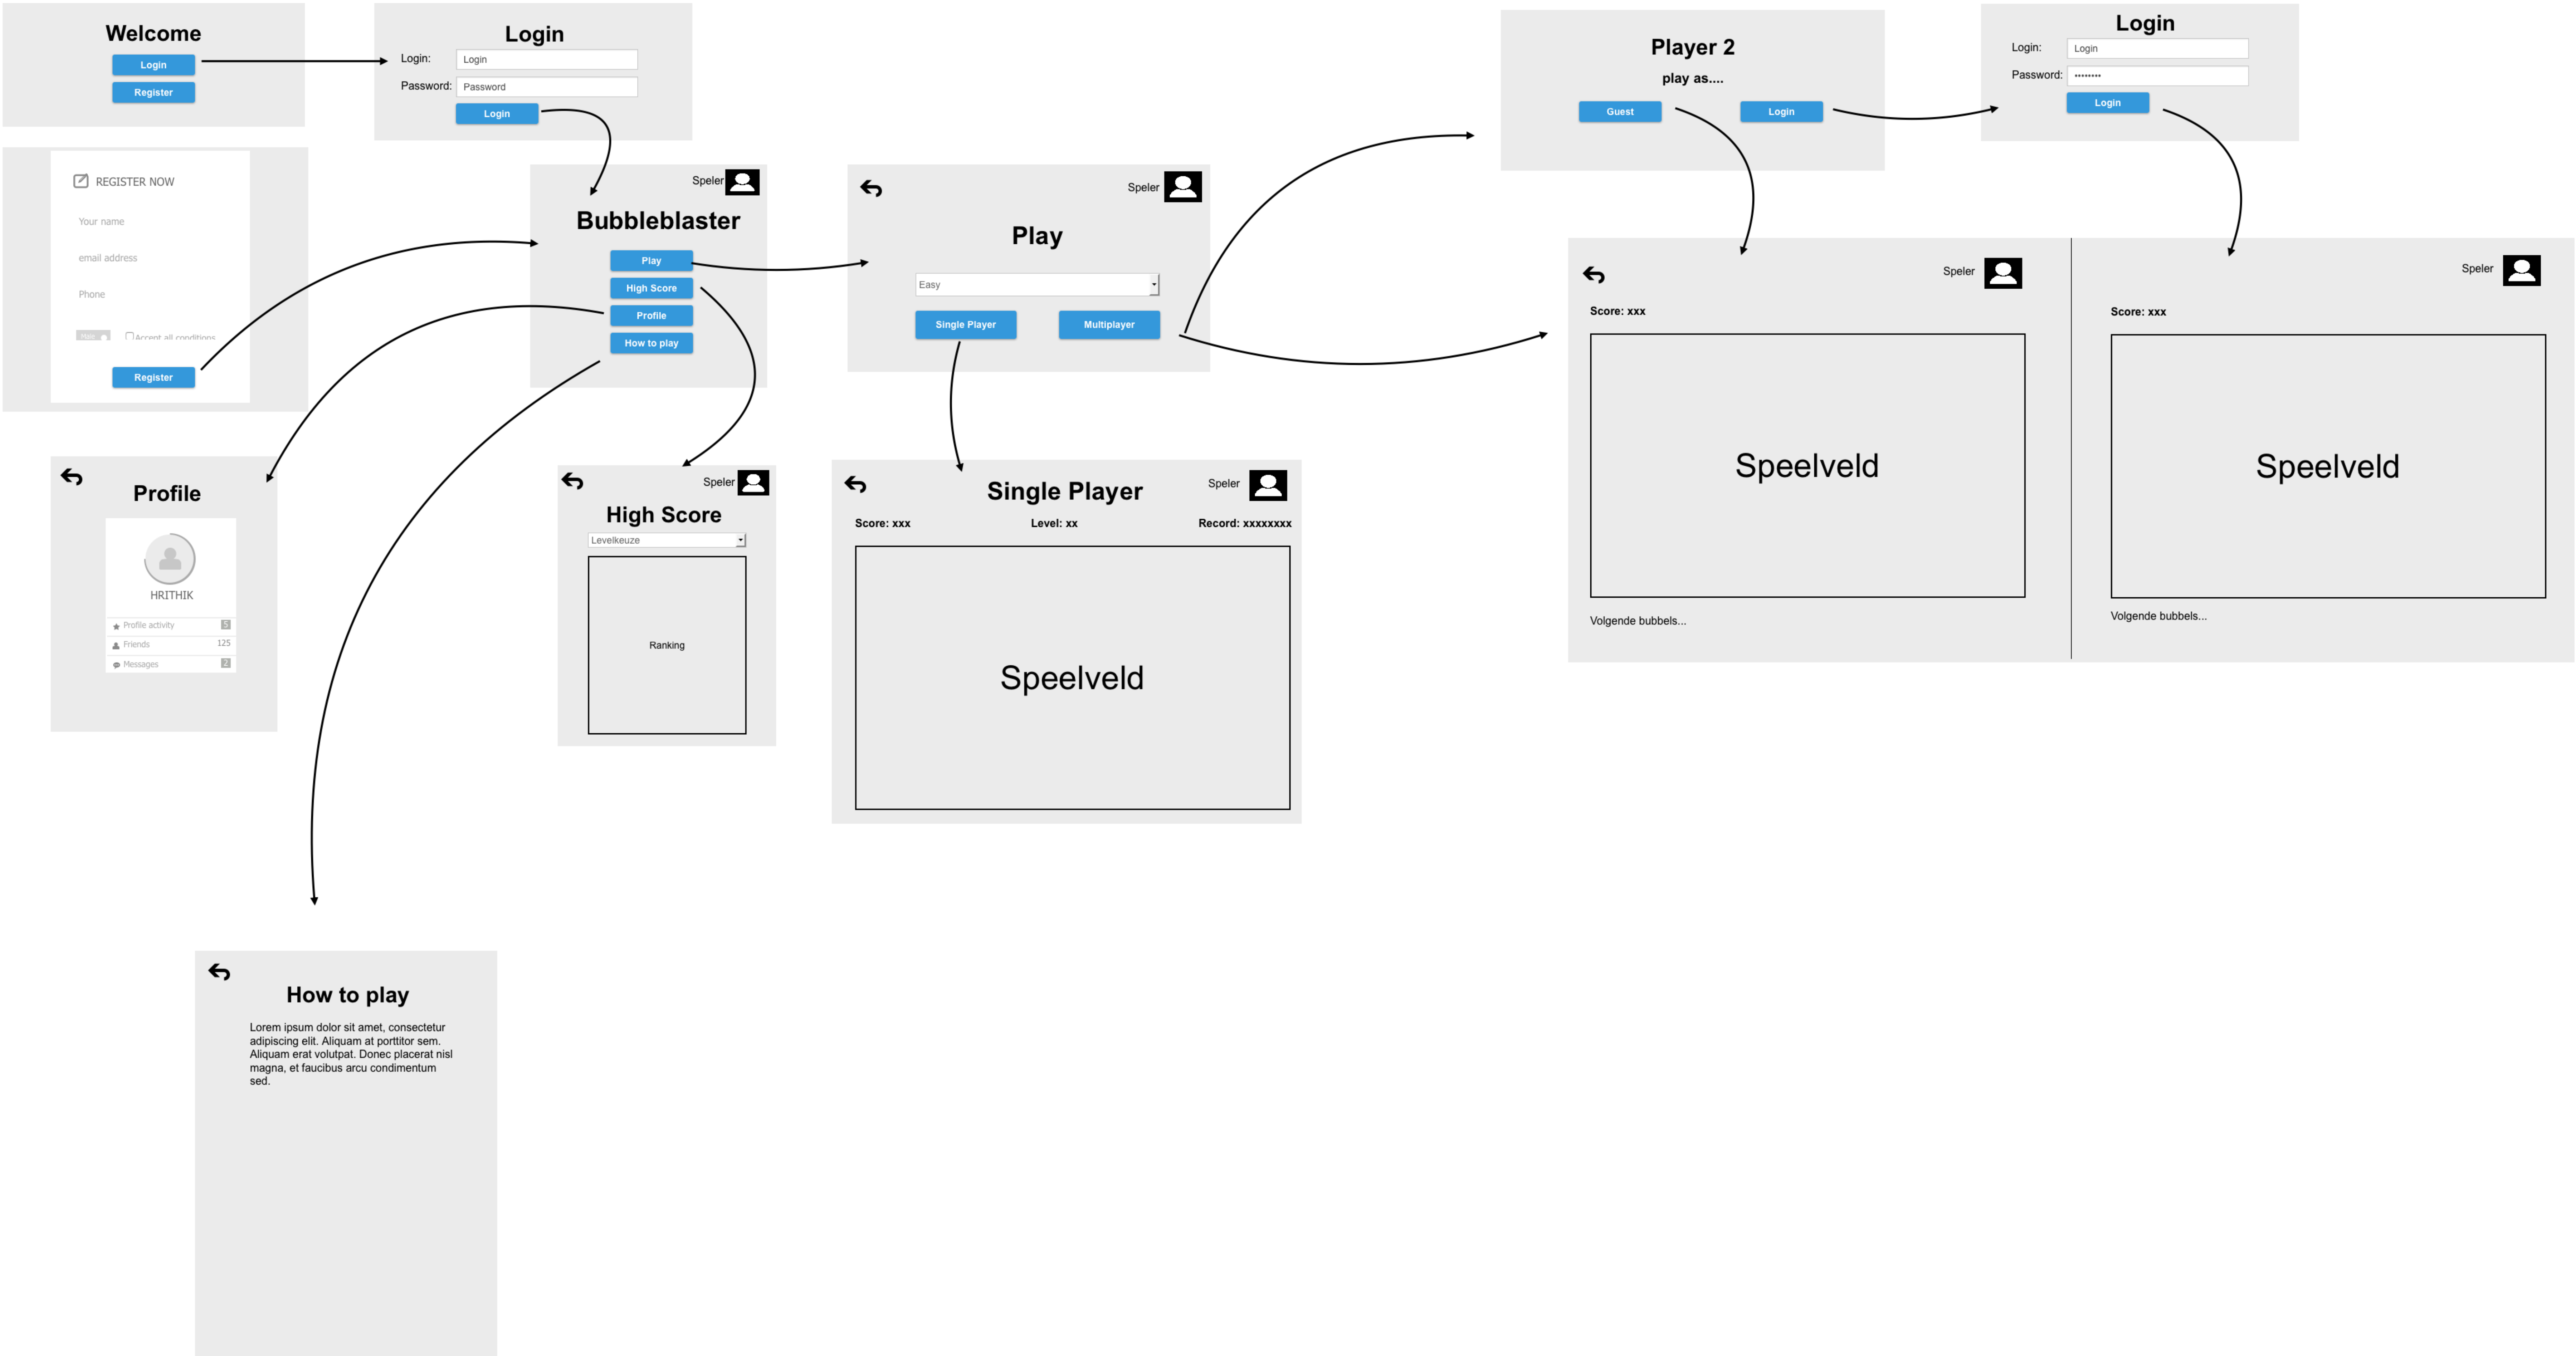 Welcome
Login
Register
Login
Login: Login
Password: Password
Login
REGISTER NOW
Your name
email address
Phone
Accept all conditions
Register
Speler
Bubbleblaster
Play
High Score
Profile
How to play
Speler
Play
Easy
Single Player Multiplayer
Player 2
play as....
Guest Login
Login
Login: Login
Password: ••••••••
Login
Speler
Score: xxx
Speelveld
Volgende bubbels...
Speler
Score: xxx
Speelveld
Volgende bubbels...
Profile
HRITHIK
Profile activity 5
Friends 125
Messages 2
Speler
High Score
Levelkeuze
Ranking
Single Player Speler
Score: xxx Level: xx Record: xxxxxxxx
Speelveld
How to play
Lorem ipsum dolor sit amet, consectetur
adipiscing elit. Aliquam at porttitor sem.
Aliquam erat volutpat. Donec placerat nisl
magna, et faucibus arcu condimentum
sed.